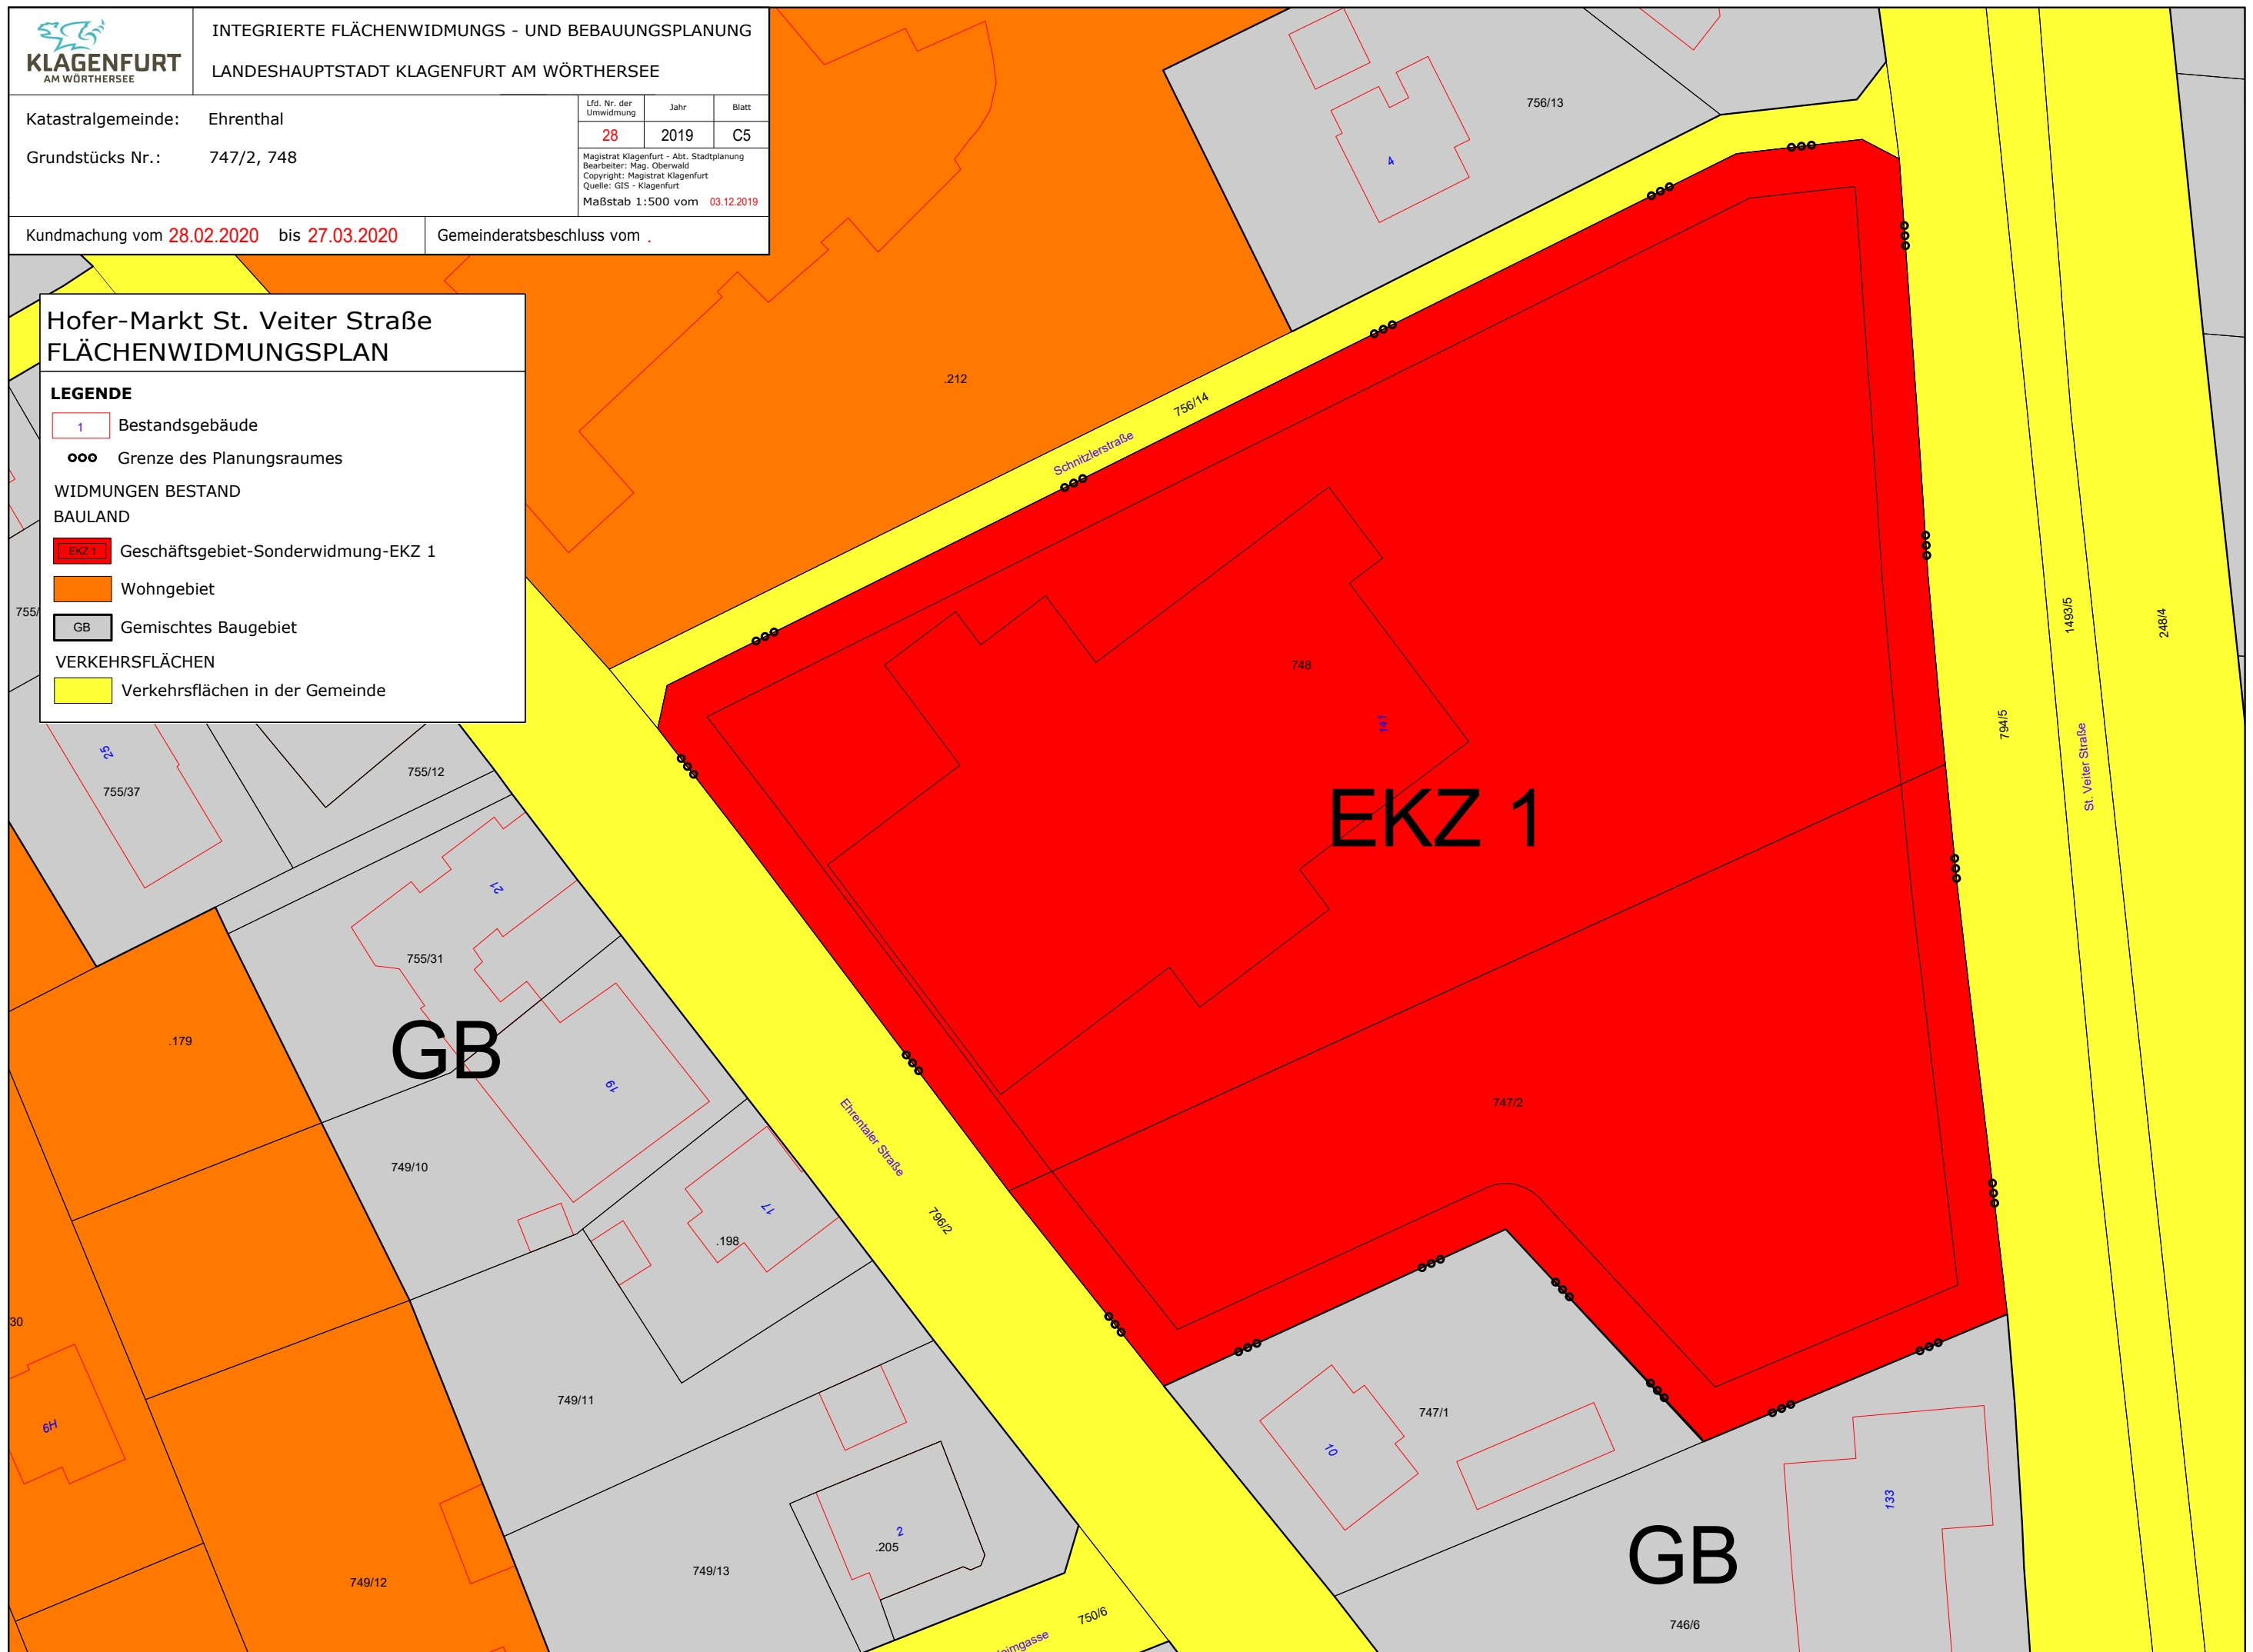 KLAGENFURT
AM WÖRTHERSEE
INTEGRIERTE FLÄCHENWIDMUNGS - UND BEBAUUNGSPLANUNG
LANDESHAUPTSTADT KLAGENFURT AM WÖRTHERSEE
Katastralgemeinde: Ehrenthal
Grundstücks Nr.: 747/2, 748
Lfd. Nr. der Umwidmung
Jahr
Blatt
28
2019
C5
Magistrat Klagenfurt - Abt. Stadtplanung
Bearbeiter: Mag. Oberwald
Copyright: Magistrat Klagenfurt
Quelle: GIS - Klagenfurt
Maßstab 1:500 vom 03.12.2019
Kundmachung vom 28.02.2020 bis 27.03.2020
Gemeinderatsbeschluss vom .
Hofer-Markt St. Veiter Straße
FLÄCHENWIDMUNGSPLAN
LEGENDE
1 Bestandsgebäude
Grenze des Planungsraumes
WIDMUNGEN BESTAND
BAULAND
EKZ 1 Geschäftsgebiet-Sonderwidmung-EKZ 1
Wohngebiet
GB Gemischtes Baugebiet
VERKEHRSFLÄCHEN
Verkehrsflächen in der Gemeinde
756/13
4
.212
756/14
Schnitzlerstraße
755/
748
141
1493/5
248/4
794/5
St. Veiter Straße
EKZ 1
25
755/37
755/12
21
755/31
.179
GB
19
747/2
Ehrentaler Straße
749/10
17
.198
796/2
30
749/11
6H
747/1
10
133
2
.205
GB
749/13
749/12
750/6
746/6